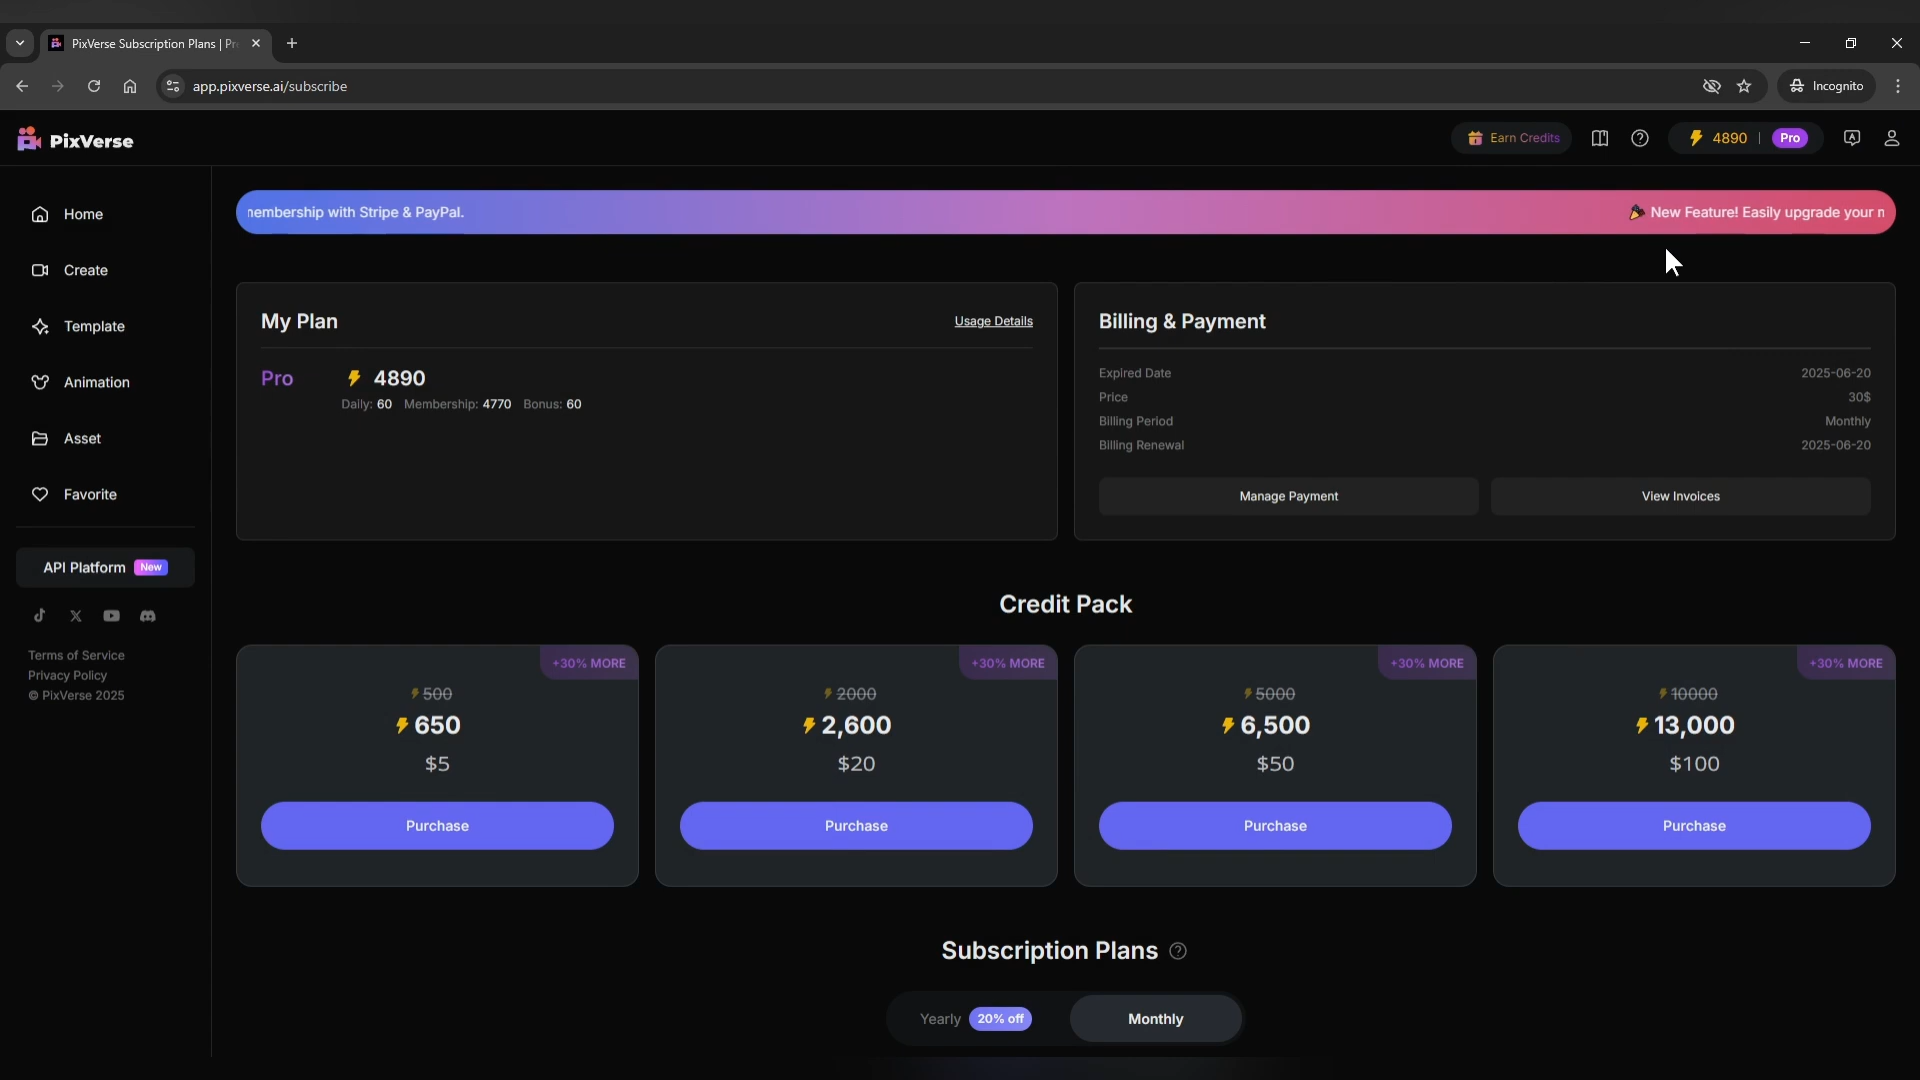 PixVerse Subscription Plans | Pr
app.pixverse.ai/subscribe
Incognito
PixVerse
Earn Credits
4890 | Pro
Home
Create
Template
Animation
Asset
Favorite
API Platform New
Terms of Service
Privacy Policy
© PixVerse 2025
nembership with Stripe & PayPal.
New Feature! Easily upgrade your n
My Plan
Usage Details
Pro
4890
Daily: 60 Membership: 4770 Bonus: 60
Billing & Payment
Expired Date 2025-06-20
Price 30$
Billing Period Monthly
Billing Renewal 2025-06-20
Manage Payment
View Invoices
Credit Pack
+30% MORE
500
650
$5
Purchase
+30% MORE
2000
2,600
$20
Purchase
+30% MORE
5000
6,500
$50
Purchase
+30% MORE
10000
13,000
$100
Purchase
Subscription Plans
Yearly 20% off
Monthly